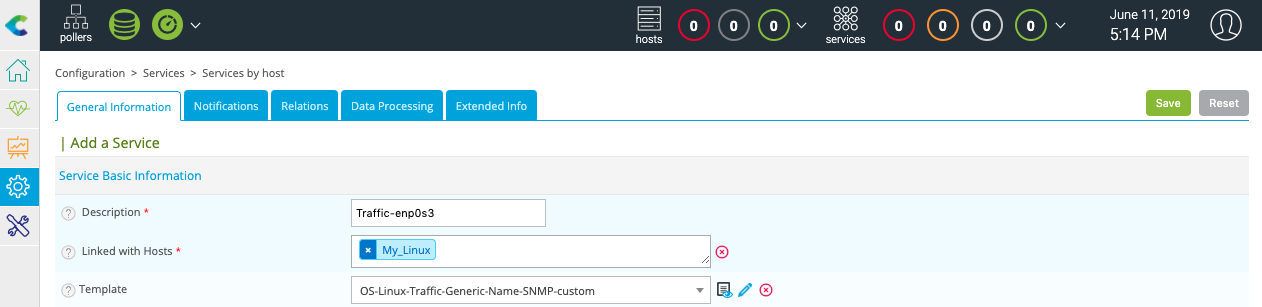 pollers
hosts 0 0 0
services 0 0 0 0
June 11, 2019
5:14 PM
Configuration > Services > Services by host
General Information Notifications Relations Data Processing Extended Info Save Reset
| Add a Service
Service Basic Information
? Description *
Traffic-enp0s3
? Linked with Hosts *
× My_Linux
? Template
OS-Linux-Traffic-Generic-Name-SNMP-custom